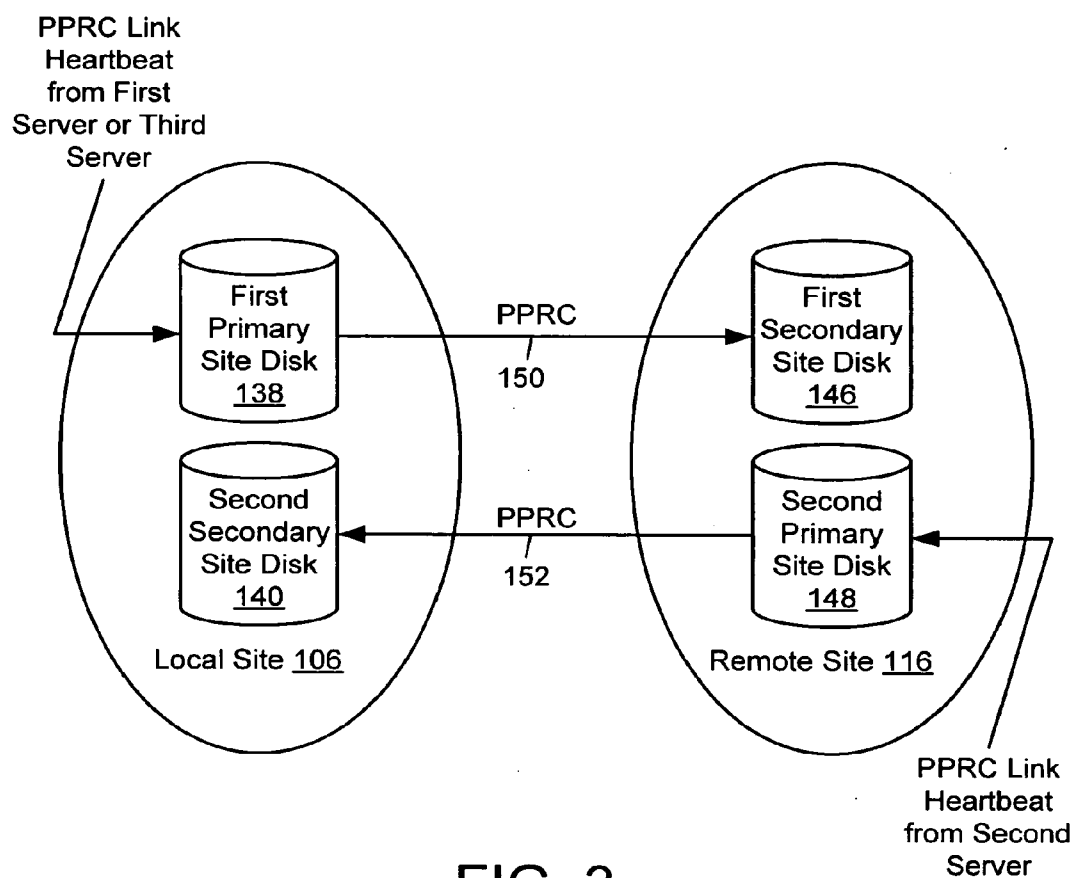 PPRC Link
Heartbeat
from First
Server or Third
Server
First
Primary
Site Disk
138
PPRC
150
First
Secondary
Site Disk
146
Second
Secondary
Site Disk
140
PPRC
152
Second
Primary
Site Disk
148
Local Site 106
Remote Site 116
PPRC Link
Heartbeat
from Second
Server